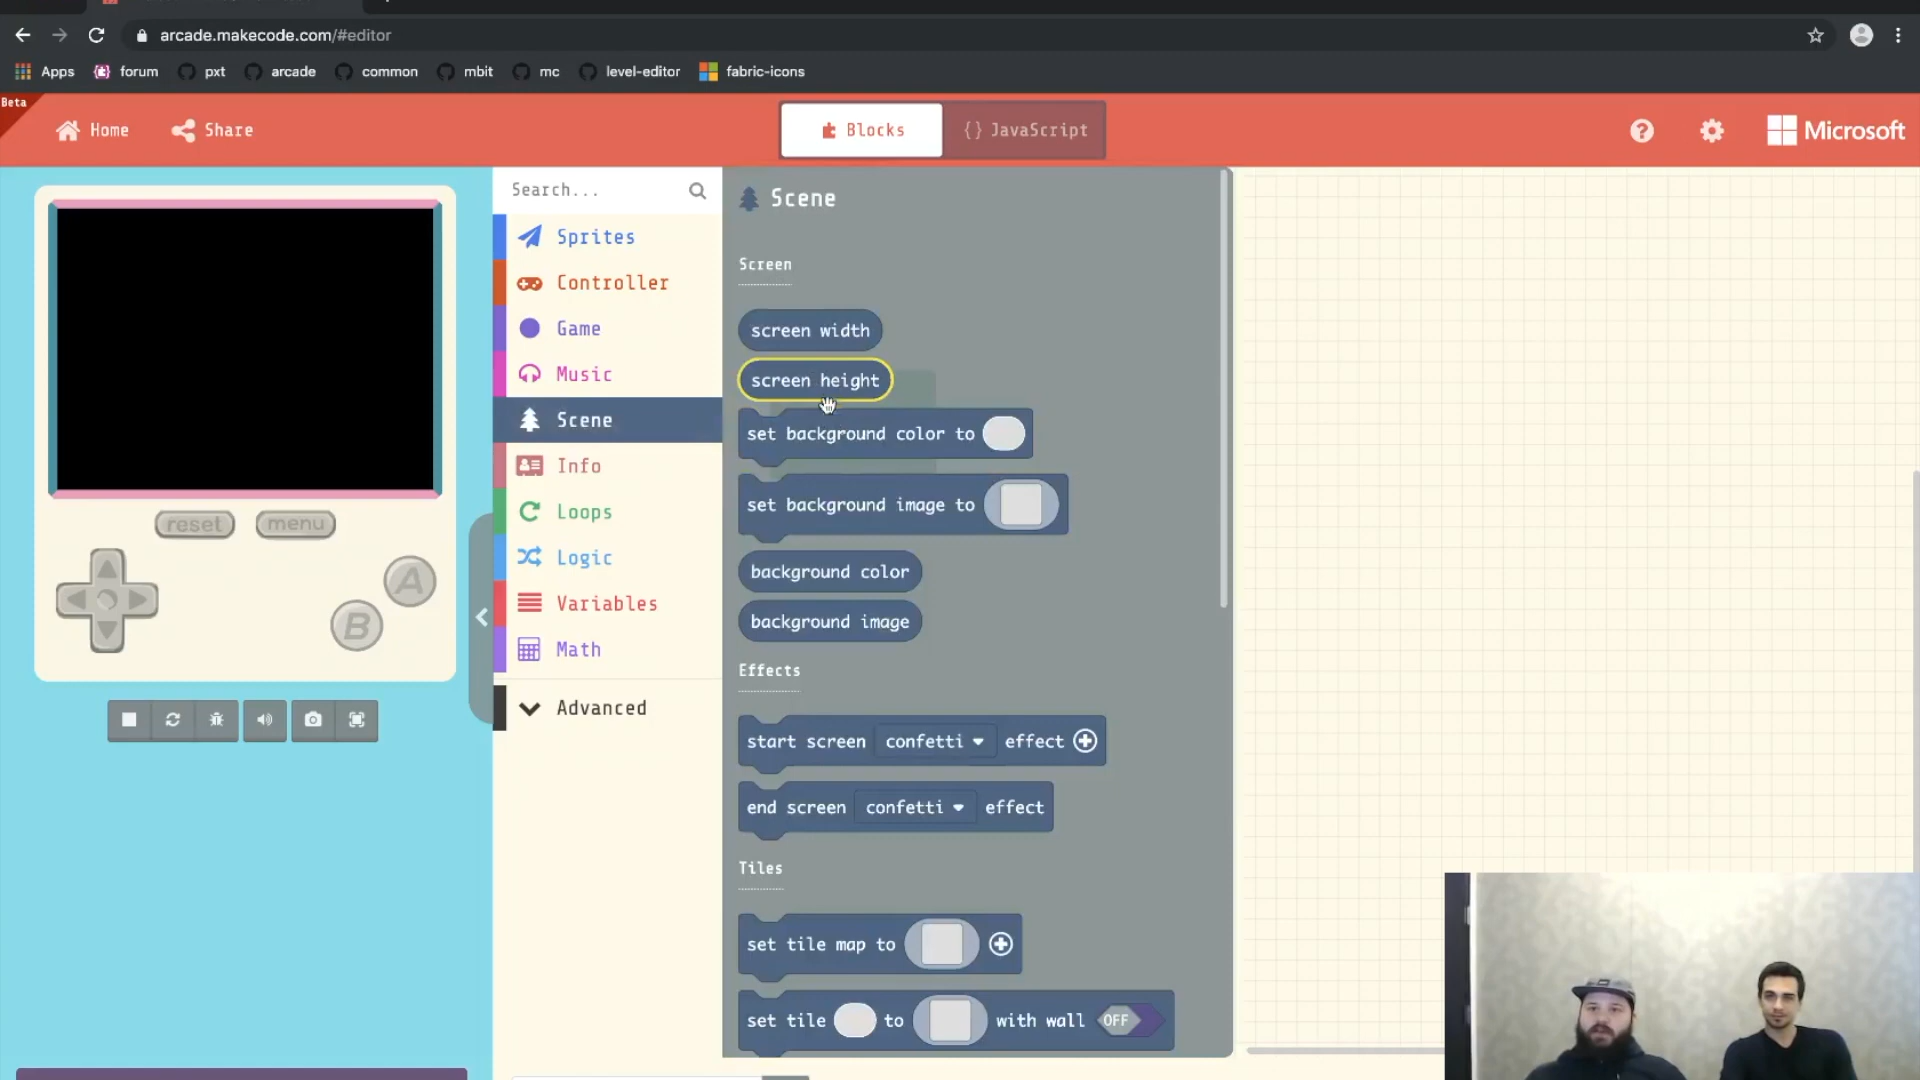 arcade.makecode.com/#editor
Apps forum pxt arcade common mbit mc level-editor fabric-icons
Beta
Home Share Blocks {} JavaScript ? Microsoft
Search...
Sprites
Controller
Game
Music
Scene
Info
Loops
Logic
Variables
Math
Advanced
reset menu
A
B
Scene
Screen
screen width
screen height
set background color to
set background image to
background color
background image
Effects
start screen confetti effect
end screen confetti effect
Tiles
set tile map to
set tile to with wall OFF